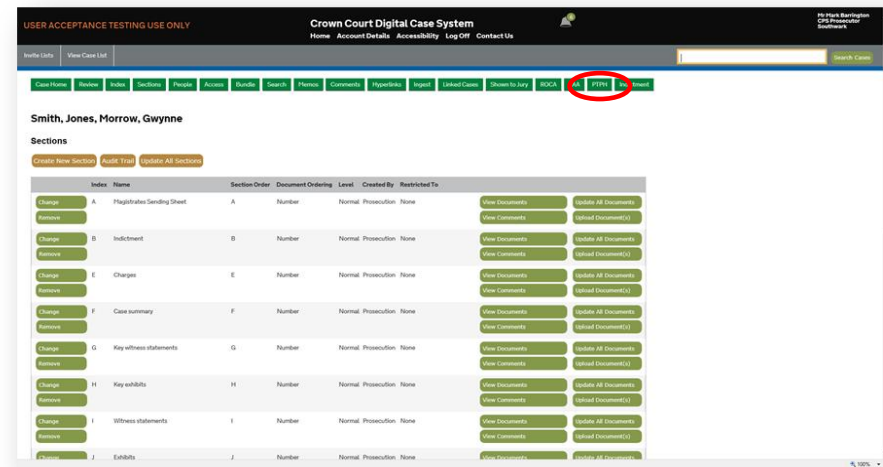 USER ACCEPTANCE TESTING USE ONLY
Crown Court Digital Case System
Home Account Details Accessibility Log Off Contact Us
Mr Mark Barrington
CPS Prosecutor
Southwark
Invite Lists View Case List
Search Cases
Case Home Review Index Sections People Access Bundle Search Memos Comments Hyperlinks Ingest Linked Cases Shown to Jury ROCA PTPH
Smith, Jones, Morrow, Gwynne
Sections
Create New Section Audit Trail Update All Sections
Index Name Section Order Document Ordering Level Created By Restricted To
Change A Magistrates Sending Sheet A Number Normal Prosecution None View Documents Update All Documents
Remove View Comments Upload Document(s)
Change B Indictment B Number Normal Prosecution None View Documents Update All Documents
Remove View Comments Upload Document(s)
Change E Charges E Number Normal Prosecution None View Documents Update All Documents
Remove View Comments Upload Document(s)
Change F Case summary F Number Normal Prosecution None View Documents Update All Documents
Remove View Comments Upload Document(s)
Change G Key witness statements G Number Normal Prosecution None View Documents Update All Documents
Remove View Comments Upload Document(s)
Change H Key exhibits H Number Normal Prosecution None View Documents Update All Documents
Remove View Comments Upload Document(s)
Change I Witness statements I Number Normal Prosecution None View Documents Update All Documents
Remove View Comments Upload Document(s)
Change J Exhibits J Number Normal Prosecution None View Documents Update All Documents
100%